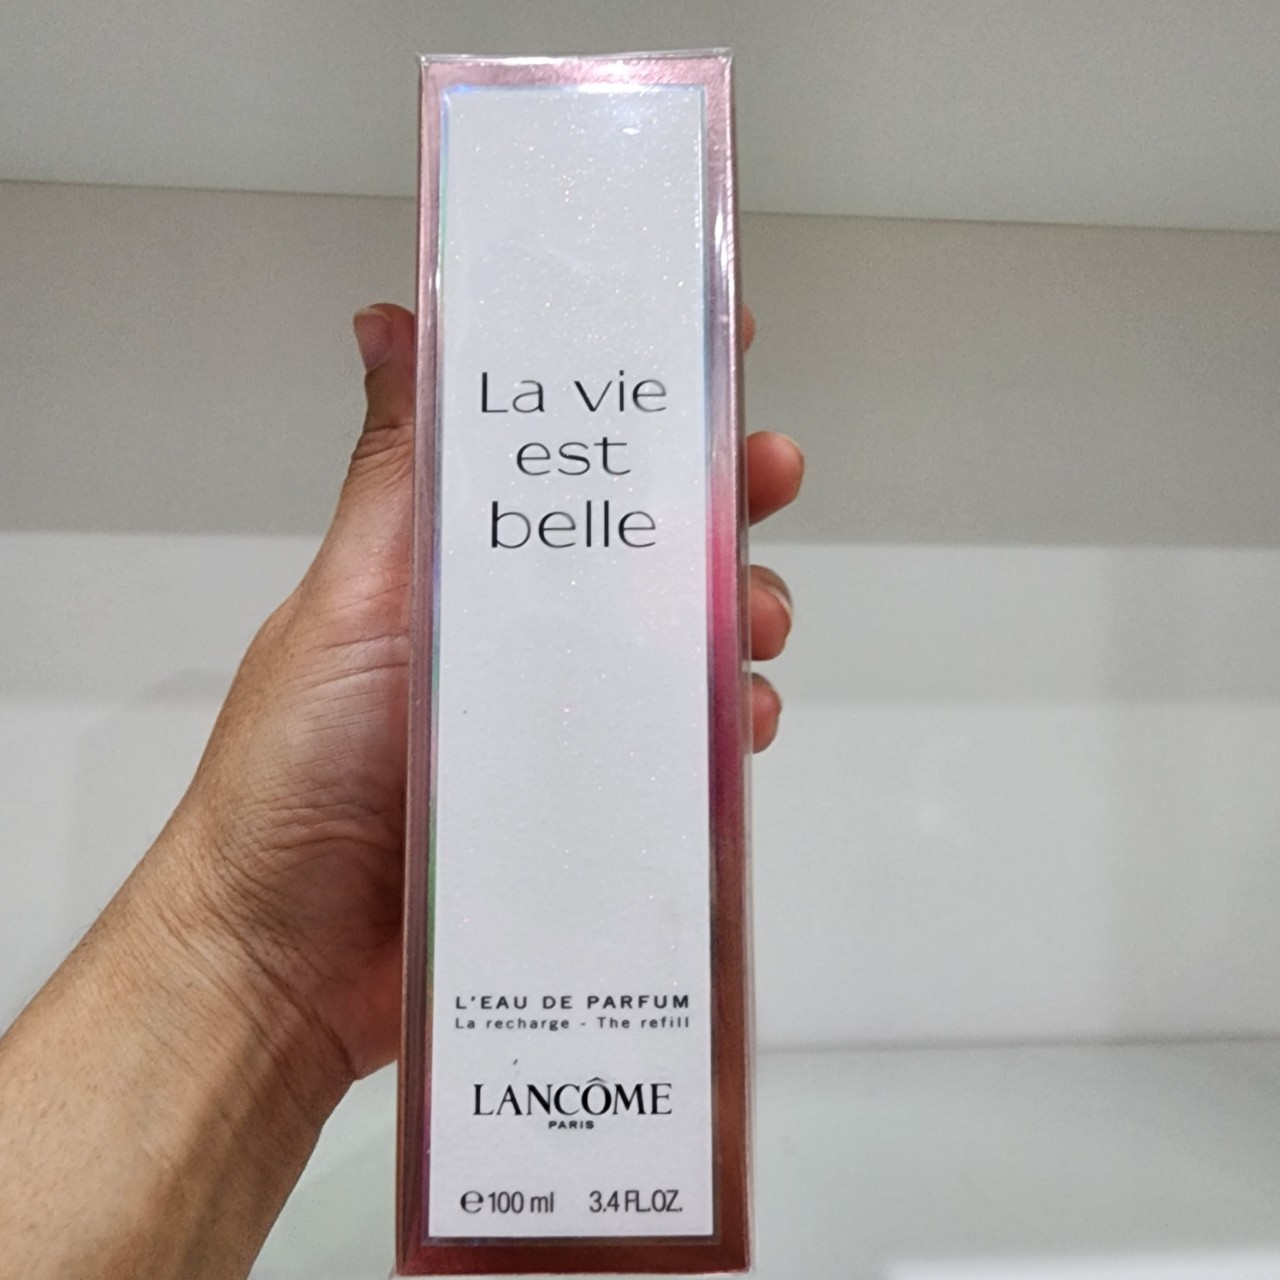 La vie
est
belle
L'EAU DE PARFUM
La recharge - The refill
LANCÔME
PARIS
℮ 100 ml 3.4 FL.OZ.